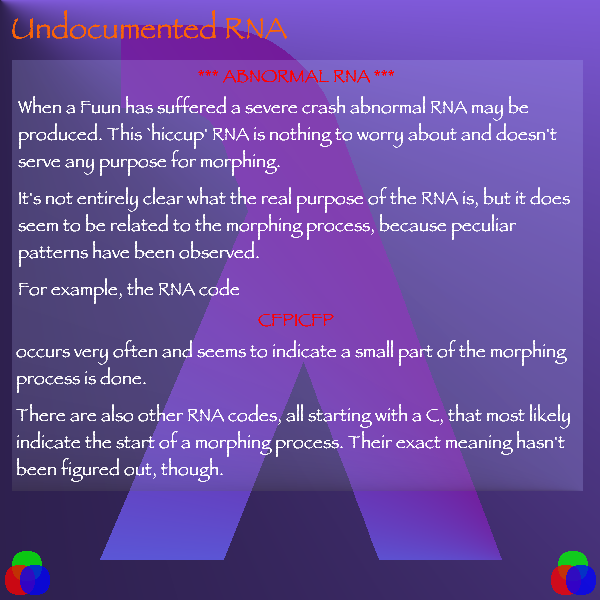 Undocumented RNA
*** ABNORMAL RNA ***
When a Fuun has suffered a severe crash abnormal RNA may be
produced. This `hiccup' RNA is nothing to worry about and doesn't
serve any purpose for morphing.
It's not entirely clear what the real purpose of the RNA is, but it does
seem to be related to the morphing process, because peculiar
patterns have been observed.
For example, the RNA code
CFPICFP
occurs very often and seems to indicate a small part of the morphing
process is done.
There are also other RNA codes, all starting with a C, that most likely
indicate the start of a morphing process. Their exact meaning hasn't
been figured out, though.